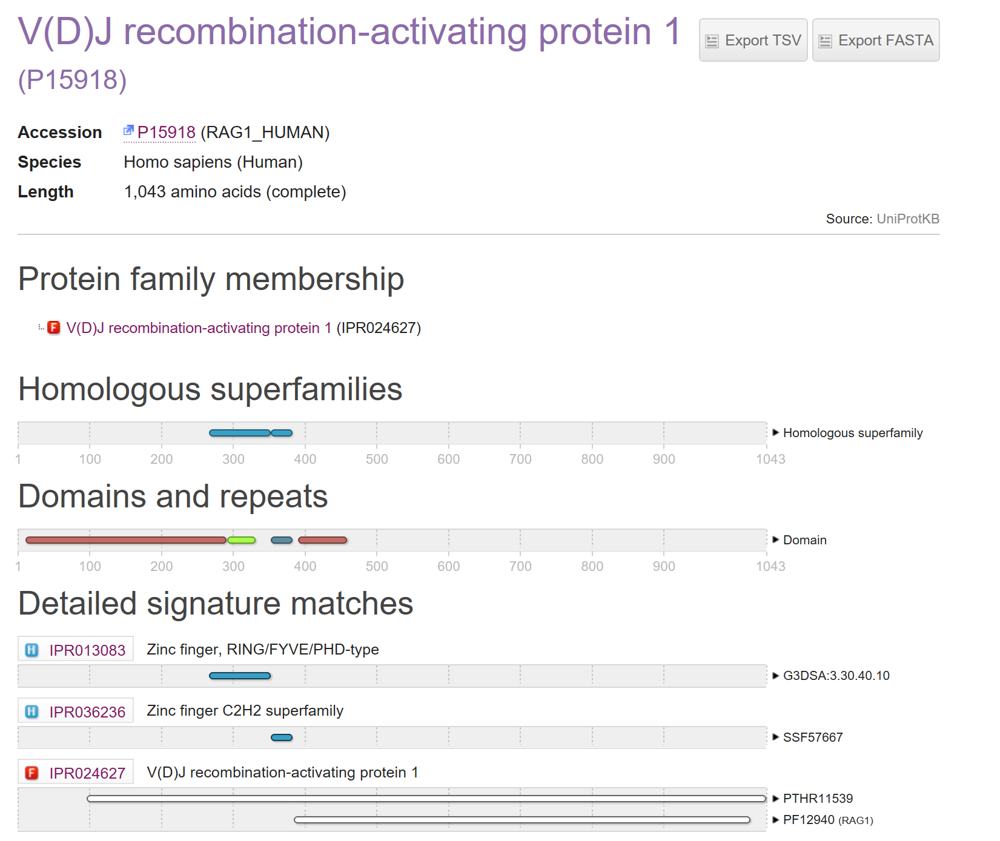 V(D)J recombination-activating protein 1
(P15918)
Export TSV
Export FASTA
Accession P15918 (RAG1_HUMAN)
Species Homo sapiens (Human)
Length 1,043 amino acids (complete)
Source: UniProtKB
Protein family membership
F V(D)J recombination-activating protein 1 (IPR024627)
Homologous superfamilies
Homologous superfamily
1 100 200 300 400 500 600 700 800 900 1043
Domains and repeats
Domain
1 100 200 300 400 500 600 700 800 900 1043
Detailed signature matches
H IPR013083 Zinc finger, RING/FYVE/PHD-type
G3DSA:3.30.40.10
H IPR036236 Zinc finger C2H2 superfamily
SSF57667
F IPR024627 V(D)J recombination-activating protein 1
PTHR11539
PF12940 (RAG1)